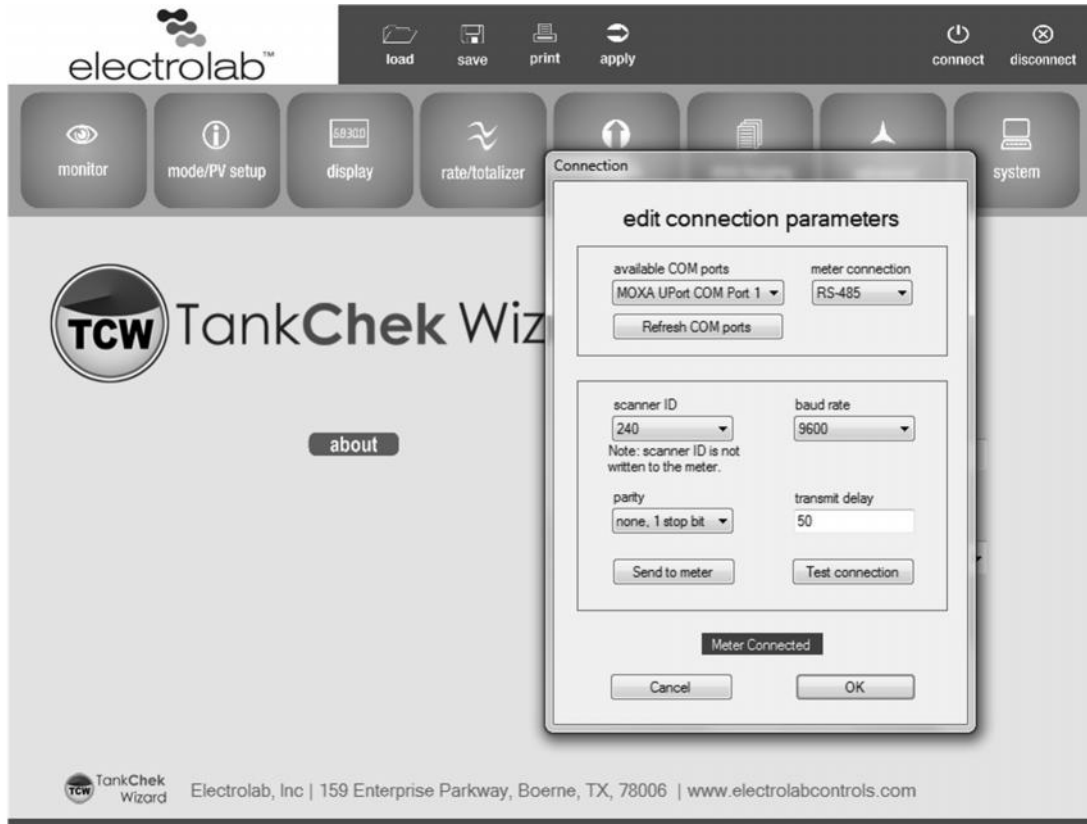 electrolab™
load save print apply connect disconnect
68300
monitor mode/PV setup display rate/totalizer system
Connection
edit connection parameters
available COM ports meter connection
MOXA UPort COM Port 1 RS-485
Refresh COM ports
TCW TankChek Wiz
scanner ID baud rate
240 9600
Note: scanner ID is not
written to the meter.
about
parity transmit delay
none, 1 stop bit 50
Send to meter Test connection
Meter Connected
Cancel OK
TCW TankChek
Wizard
Electrolab, Inc | 159 Enterprise Parkway, Boerne, TX, 78006 | www.electrolabcontrols.com